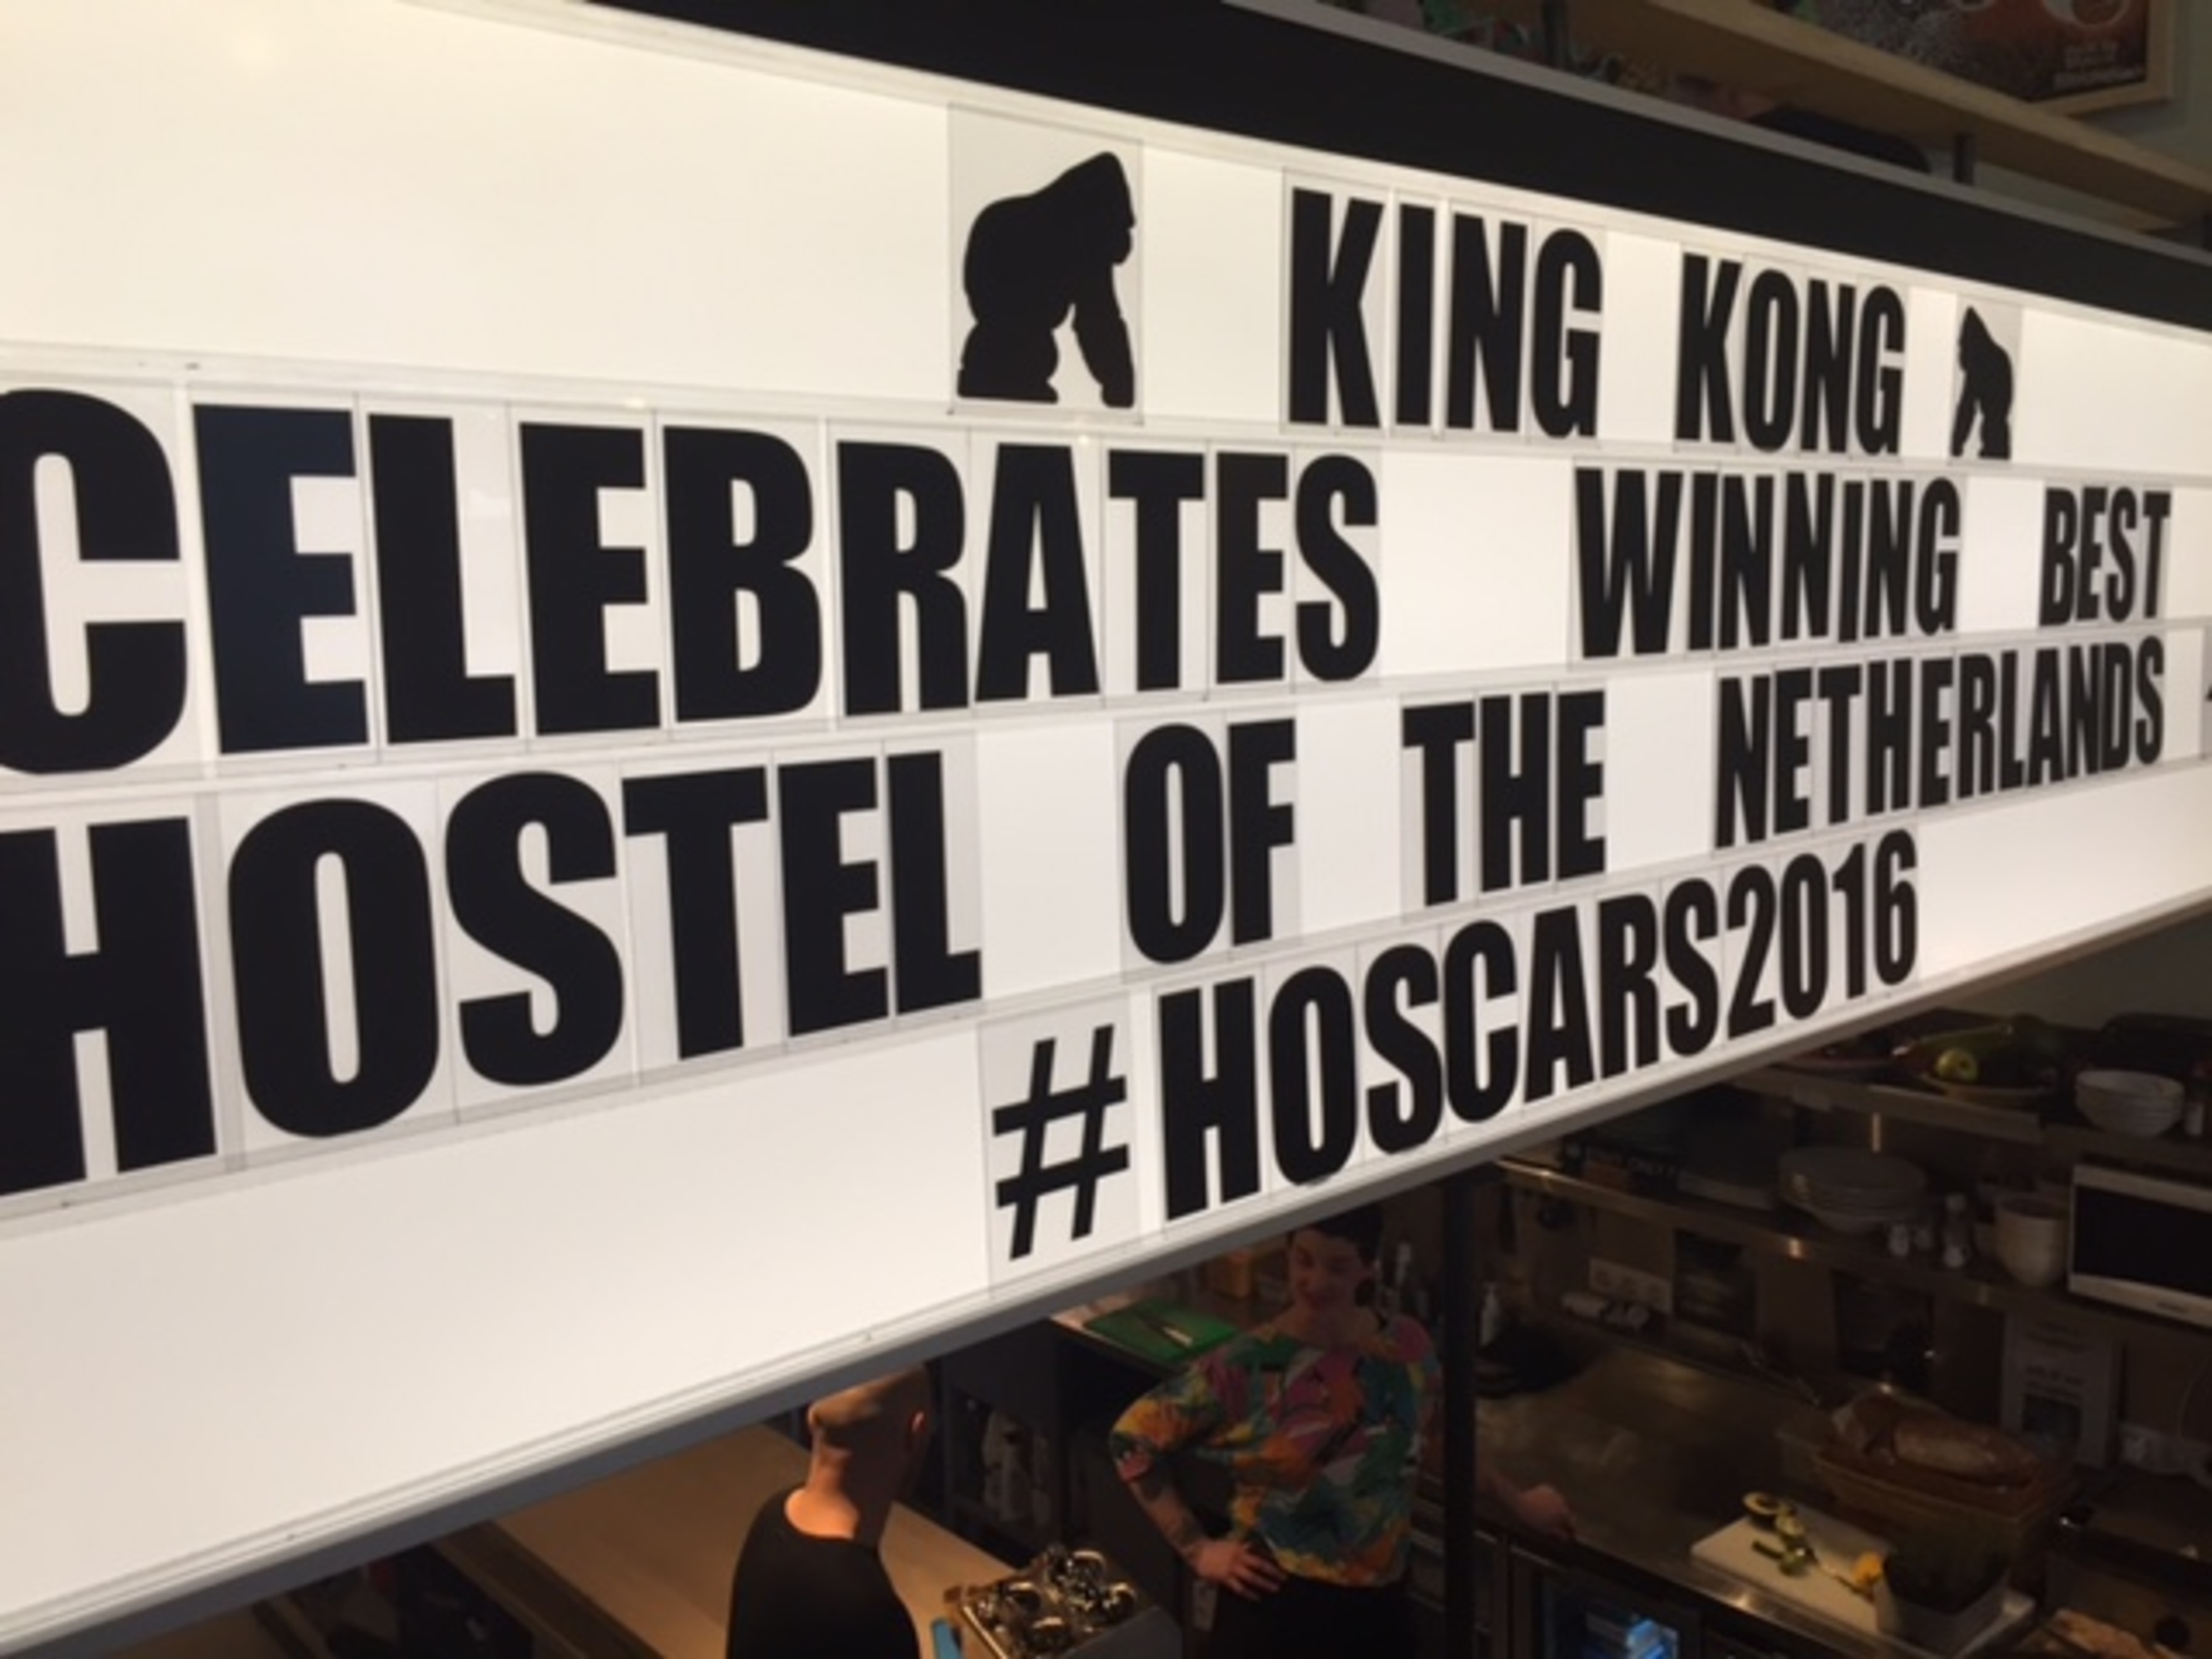 KING KONG
CELEBRATES WINNING BEST
HOSTEL OF THE NETHERLANDS
#HOSCARS2016